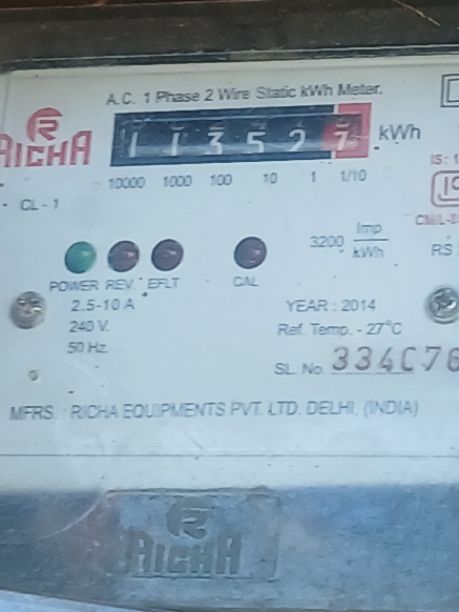 A.C. 1 Phase 2 Wire Static kWh Meter.
RICHA
1 1 3 5 2 7 kWh
10000 1000 100 10 1 1/10
IS: 1
CL - 1
3200 Imp
kWh
CM/L-
RS
POWER REV. EFLT CAL
2.5-10 A
240 V.
50 Hz
YEAR : 2014
Ref. Temp. - 27°C
SL. No. 334C76
MFRS. : RICHA EQUIPMENTS PVT. LTD. DELHI, (INDIA)
RICHA